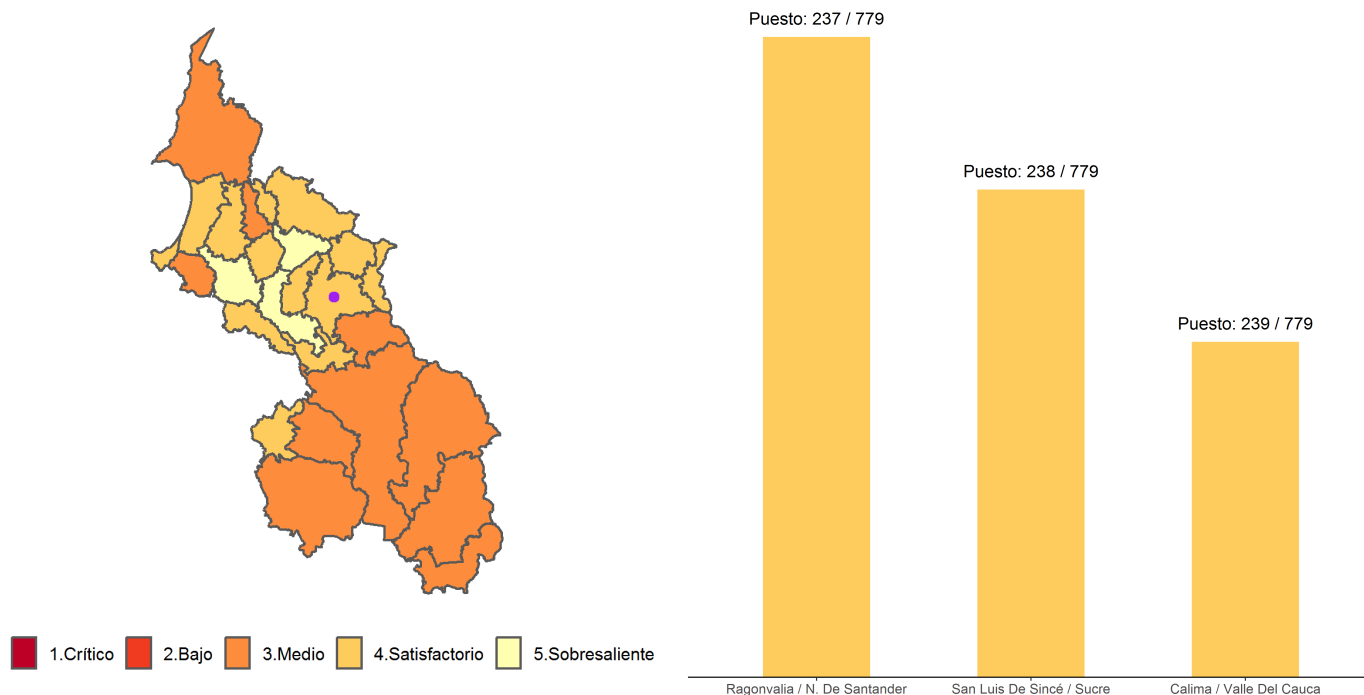 Puesto: 237 / 779
Puesto: 238 / 779
Puesto: 239 / 779
1.Crítico 2.Bajo 3.Medio 4.Satisfactorio 5.Sobresaliente
Ragonvalia / N. De Santander San Luis De Sincé / Sucre Calima / Valle Del Cauca